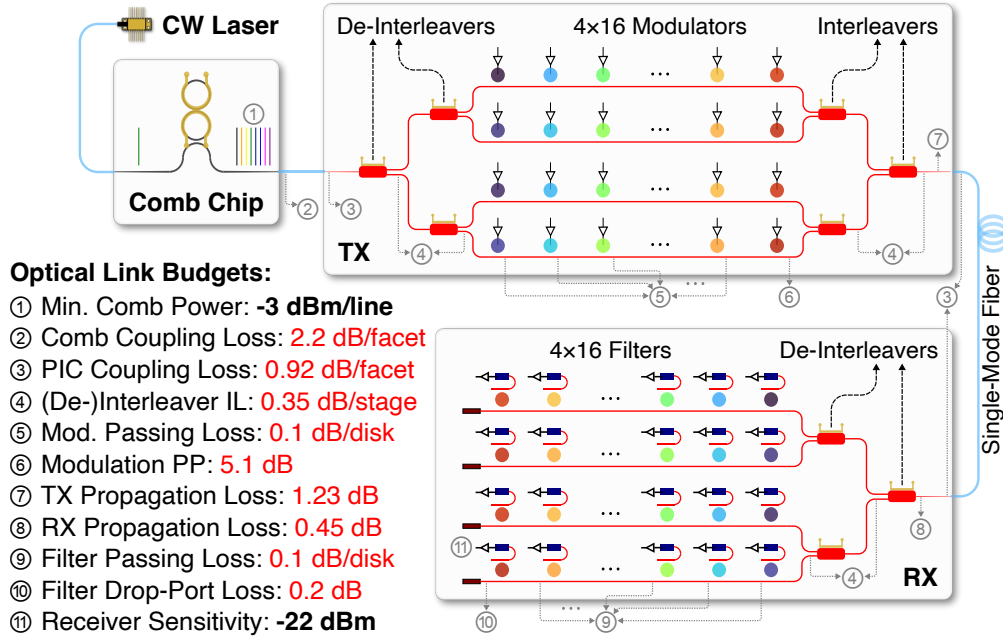 CW Laser
De-Interleavers
4×16 Modulators
Interleavers
①
⑦
Comb Chip
②
③
④
TX
④
⑤
⑥
③
Single-Mode Fiber
Optical Link Budgets:
① Min. Comb Power: -3 dBm/line
② Comb Coupling Loss: 2.2 dB/facet
③ PIC Coupling Loss: 0.92 dB/facet
④ (De-)Interleaver IL: 0.35 dB/stage
⑤ Mod. Passing Loss: 0.1 dB/disk
⑥ Modulation PP: 5.1 dB
⑦ TX Propagation Loss: 1.23 dB
⑧ RX Propagation Loss: 0.45 dB
⑨ Filter Passing Loss: 0.1 dB/disk
⑩ Filter Drop-Port Loss: 0.2 dB
⑪ Receiver Sensitivity: -22 dBm
4×16 Filters
De-Interleavers
⑧
⑪
④
RX
⑩
⑨